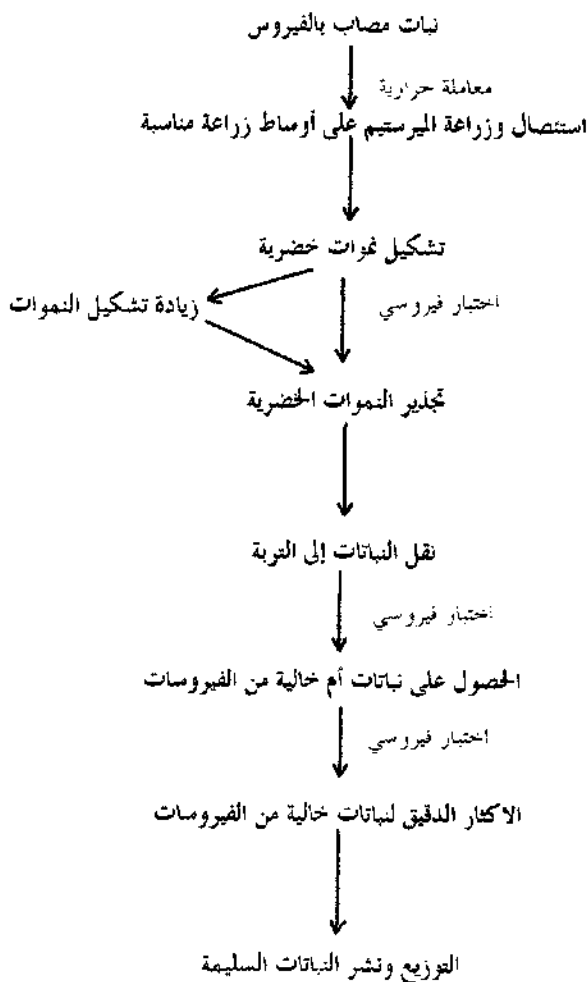 نبات مصاب بالفيروس
معاملة حرارية
استئصال وزراعة الميرستيم على أوساط زراعة مناسبة
تشكيل نموات خضرية
اختبار فيروسي
زيادة تشكيل النموات
تجذير النموات الخضرية
نقل النباتات إلى التربة
اختبار فيروسي
الحصول على نباتات أم خالية من الفيروسات
اختبار فيروسي
الاكثار الدقيق لنباتات خالية من الفيروسات
التوزيع ونشر النباتات السليمة